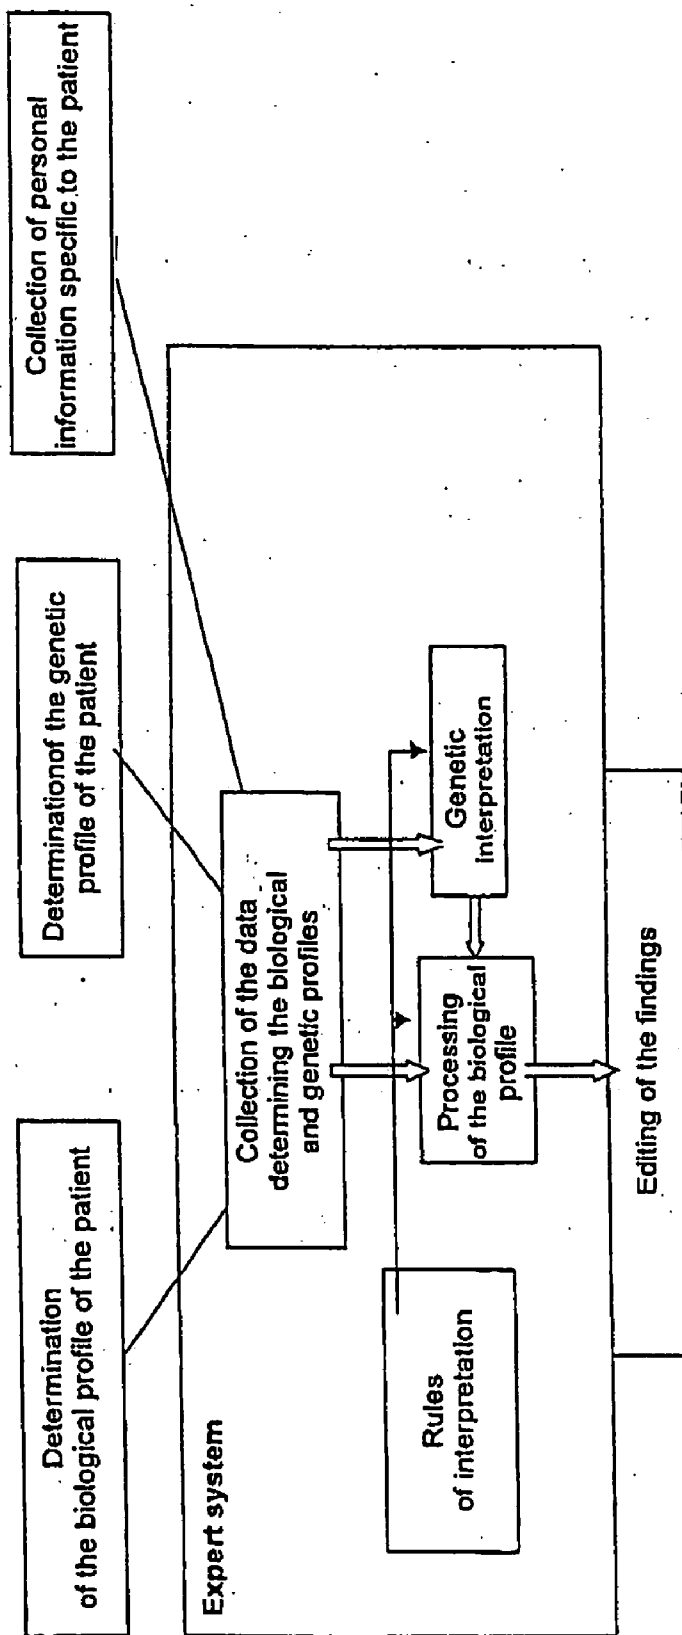 Determination
of the biological profile of the patient
Determinationof the genetic
profile of the patient
Collection of personal
information specific to the patient
Expert system
Collection of the data
determining the biological
and genetic profiles
Rules
of interpretation
Processing
of the biological
profile
Genetic
interpretation
Editing of the findings